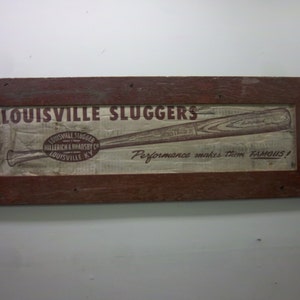 LOUISVILLE SLUGGERS
LOUISVILLE SLUGGER
HILLERICH & BRADSBY CO
LOUISVILLE, KY.
Performance makes them FAMOUS!